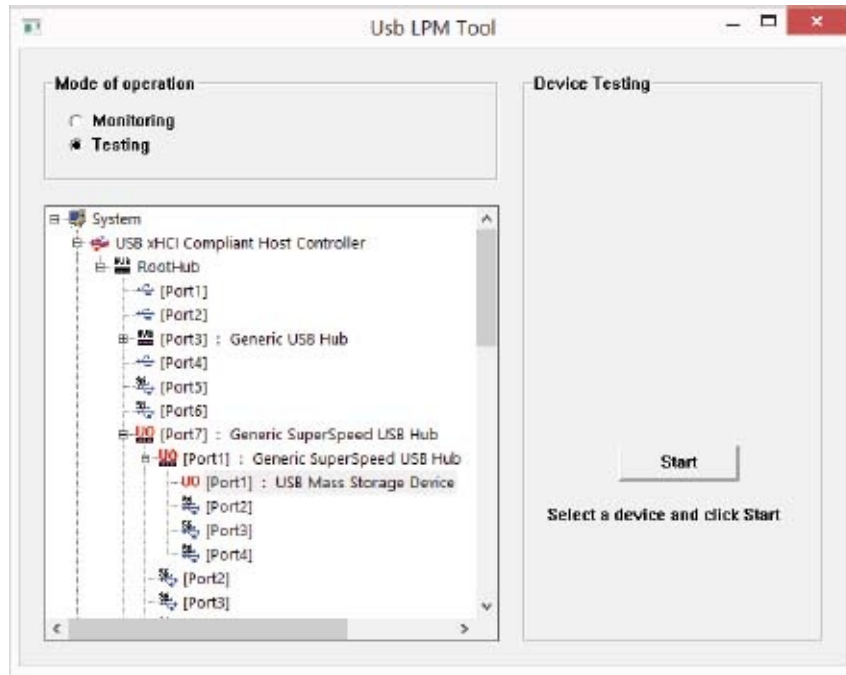 Usb LPM Tool
Mode of operation
Monitoring
Testing
System
USB xHCI Compliant Host Controller
RootHub
[Port1]
[Port2]
[Port3] : Generic USB Hub
[Port4]
[Port5]
[Port6]
U0 [Port7] : Generic SuperSpeed USB Hub
U0 [Port1] : Generic SuperSpeed USB Hub
U0 [Port1] : USB Mass Storage Device
[Port2]
[Port3]
[Port4]
[Port2]
[Port3]
Device Testing
Start
Select a device and click Start